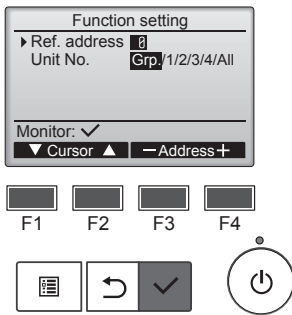 Function setting
Ref. address 0
Unit No. Grp./1/2/3/4/All
Monitor: ✓
▼ Cursor ▲ −Address+
F1 F2 F3 F4